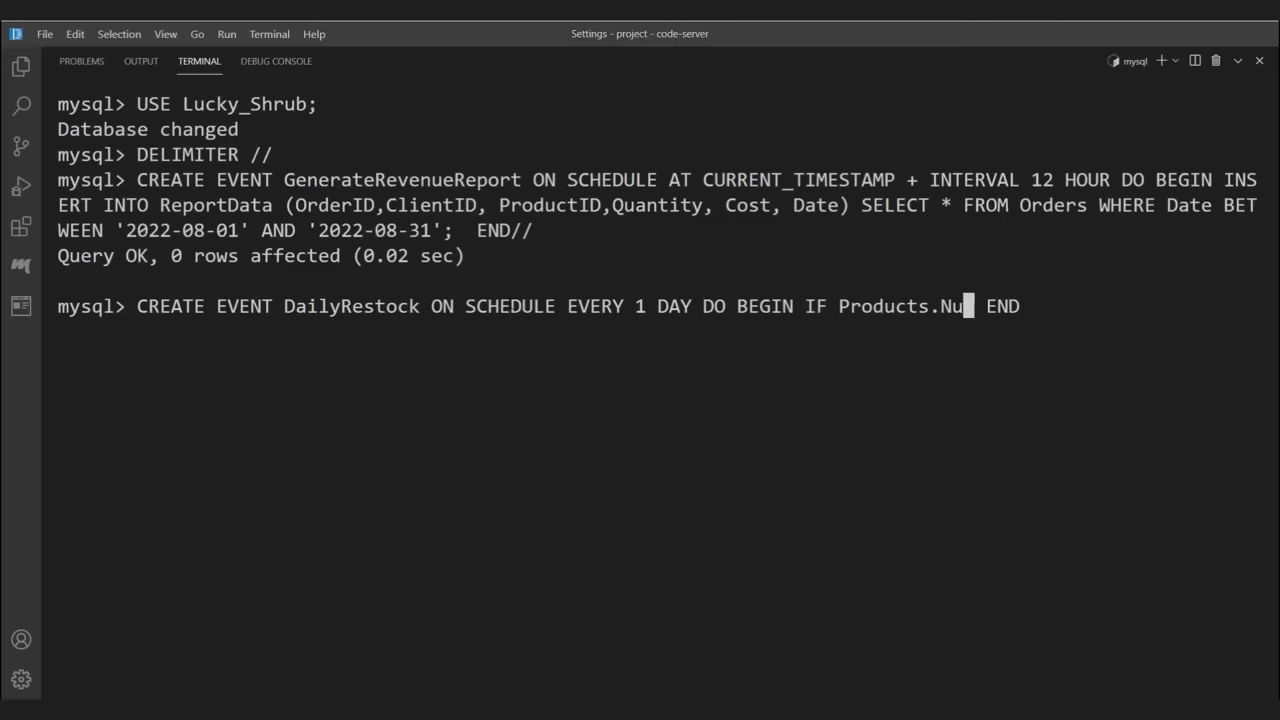 File Edit Selection View Go Run Terminal Help
Settings - project - code-server
PROBLEMS OUTPUT TERMINAL DEBUG CONSOLE
mysql
mysql> USE Lucky_Shrub;
Database changed
mysql> DELIMITER //
mysql> CREATE EVENT GenerateRevenueReport ON SCHEDULE AT CURRENT_TIMESTAMP + INTERVAL 12 HOUR DO BEGIN INS
ERT INTO ReportData (OrderID,ClientID, ProductID,Quantity, Cost, Date) SELECT * FROM Orders WHERE Date BET
WEEN '2022-08-01' AND '2022-08-31';  END//
Query OK, 0 rows affected (0.02 sec)
mysql> CREATE EVENT DailyRestock ON SCHEDULE EVERY 1 DAY DO BEGIN IF Products.Nu END